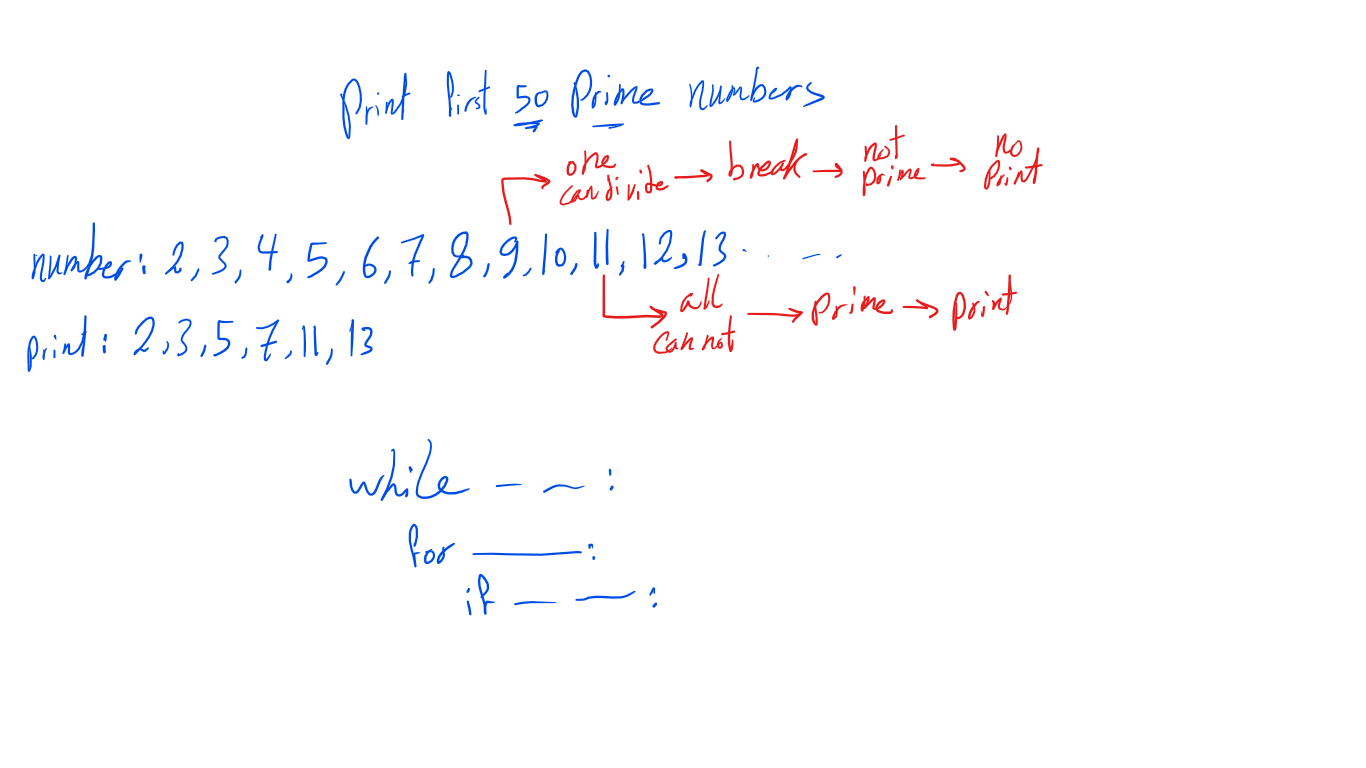 Print first 50 Prime numbers
one can divide → break → not prime → no print
number: 2, 3, 4, 5, 6, 7, 8, 9, 10, 11, 12, 13 . . - - .
all can not → prime → print
print: 2, 3, 5, 7, 11, 13
while — ~ :
for ——— :
if — — :